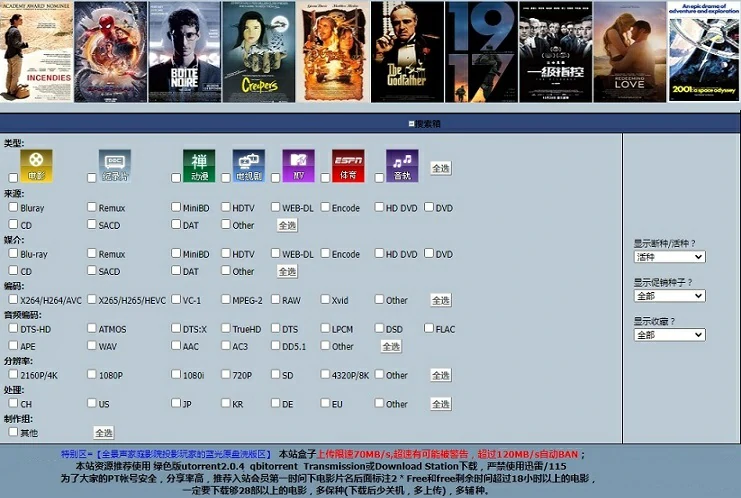 ACADEMY AWARD NOMINEE
INCENDIES
BOITE NOIRE
Creepers
The Godfather
1917
一級指控
REDEEMING LOVE
An epic drama of adventure and exploration
2001: a space odyssey
搜索箱
类型:
电影 纪录片 禅 动漫 电视剧 MV ESPN 体育 音轨 全选
来源:
Bluray Remux MiniBD HDTV WEB-DL Encode HD DVD DVD
CD SACD DAT Other 全选
媒介:
Blu-ray Remux MiniBD HDTV WEB-DL Encode HD DVD DVD
CD SACD DAT Other 全选
编码:
X264/H264/AVC X265/H265/HEVC VC-1 MPEG-2 RAW Xvid Other 全选
音频编码:
DTS-HD ATMOS DTS:X TrueHD DTS LPCM DSD FLAC
APE WAV AAC AC3 DD5.1 Other 全选
分辨率:
2160P/4K 1080P 1080i 720P SD 4320P/8K Other 全选
处理:
CH US JP KR DE EU Other 全选
制作组:
其他 全选
显示断种/活种？
活种
显示促销种子？
全部
显示收藏？
全部
特别区=【全景声家庭影院投影玩家的蓝光原盘洗版区】 本站盒子上传限速70MB/s,超速有可能被警告，超过120MB/s自动BAN；
本站资源推荐使用 绿色版utorrent2.0.4 qbitorrent Transmission或Download Station下载，严禁使用迅雷/115
为了大家的PT帐号安全，分享率高，推荐入站会员第一时间下电影片名后面标注2 * Free和free剩余时间超过18小时以上的电影，
一定要下载够28部以上的电影，多保种(下载后少关机，多上传)，多辅种。